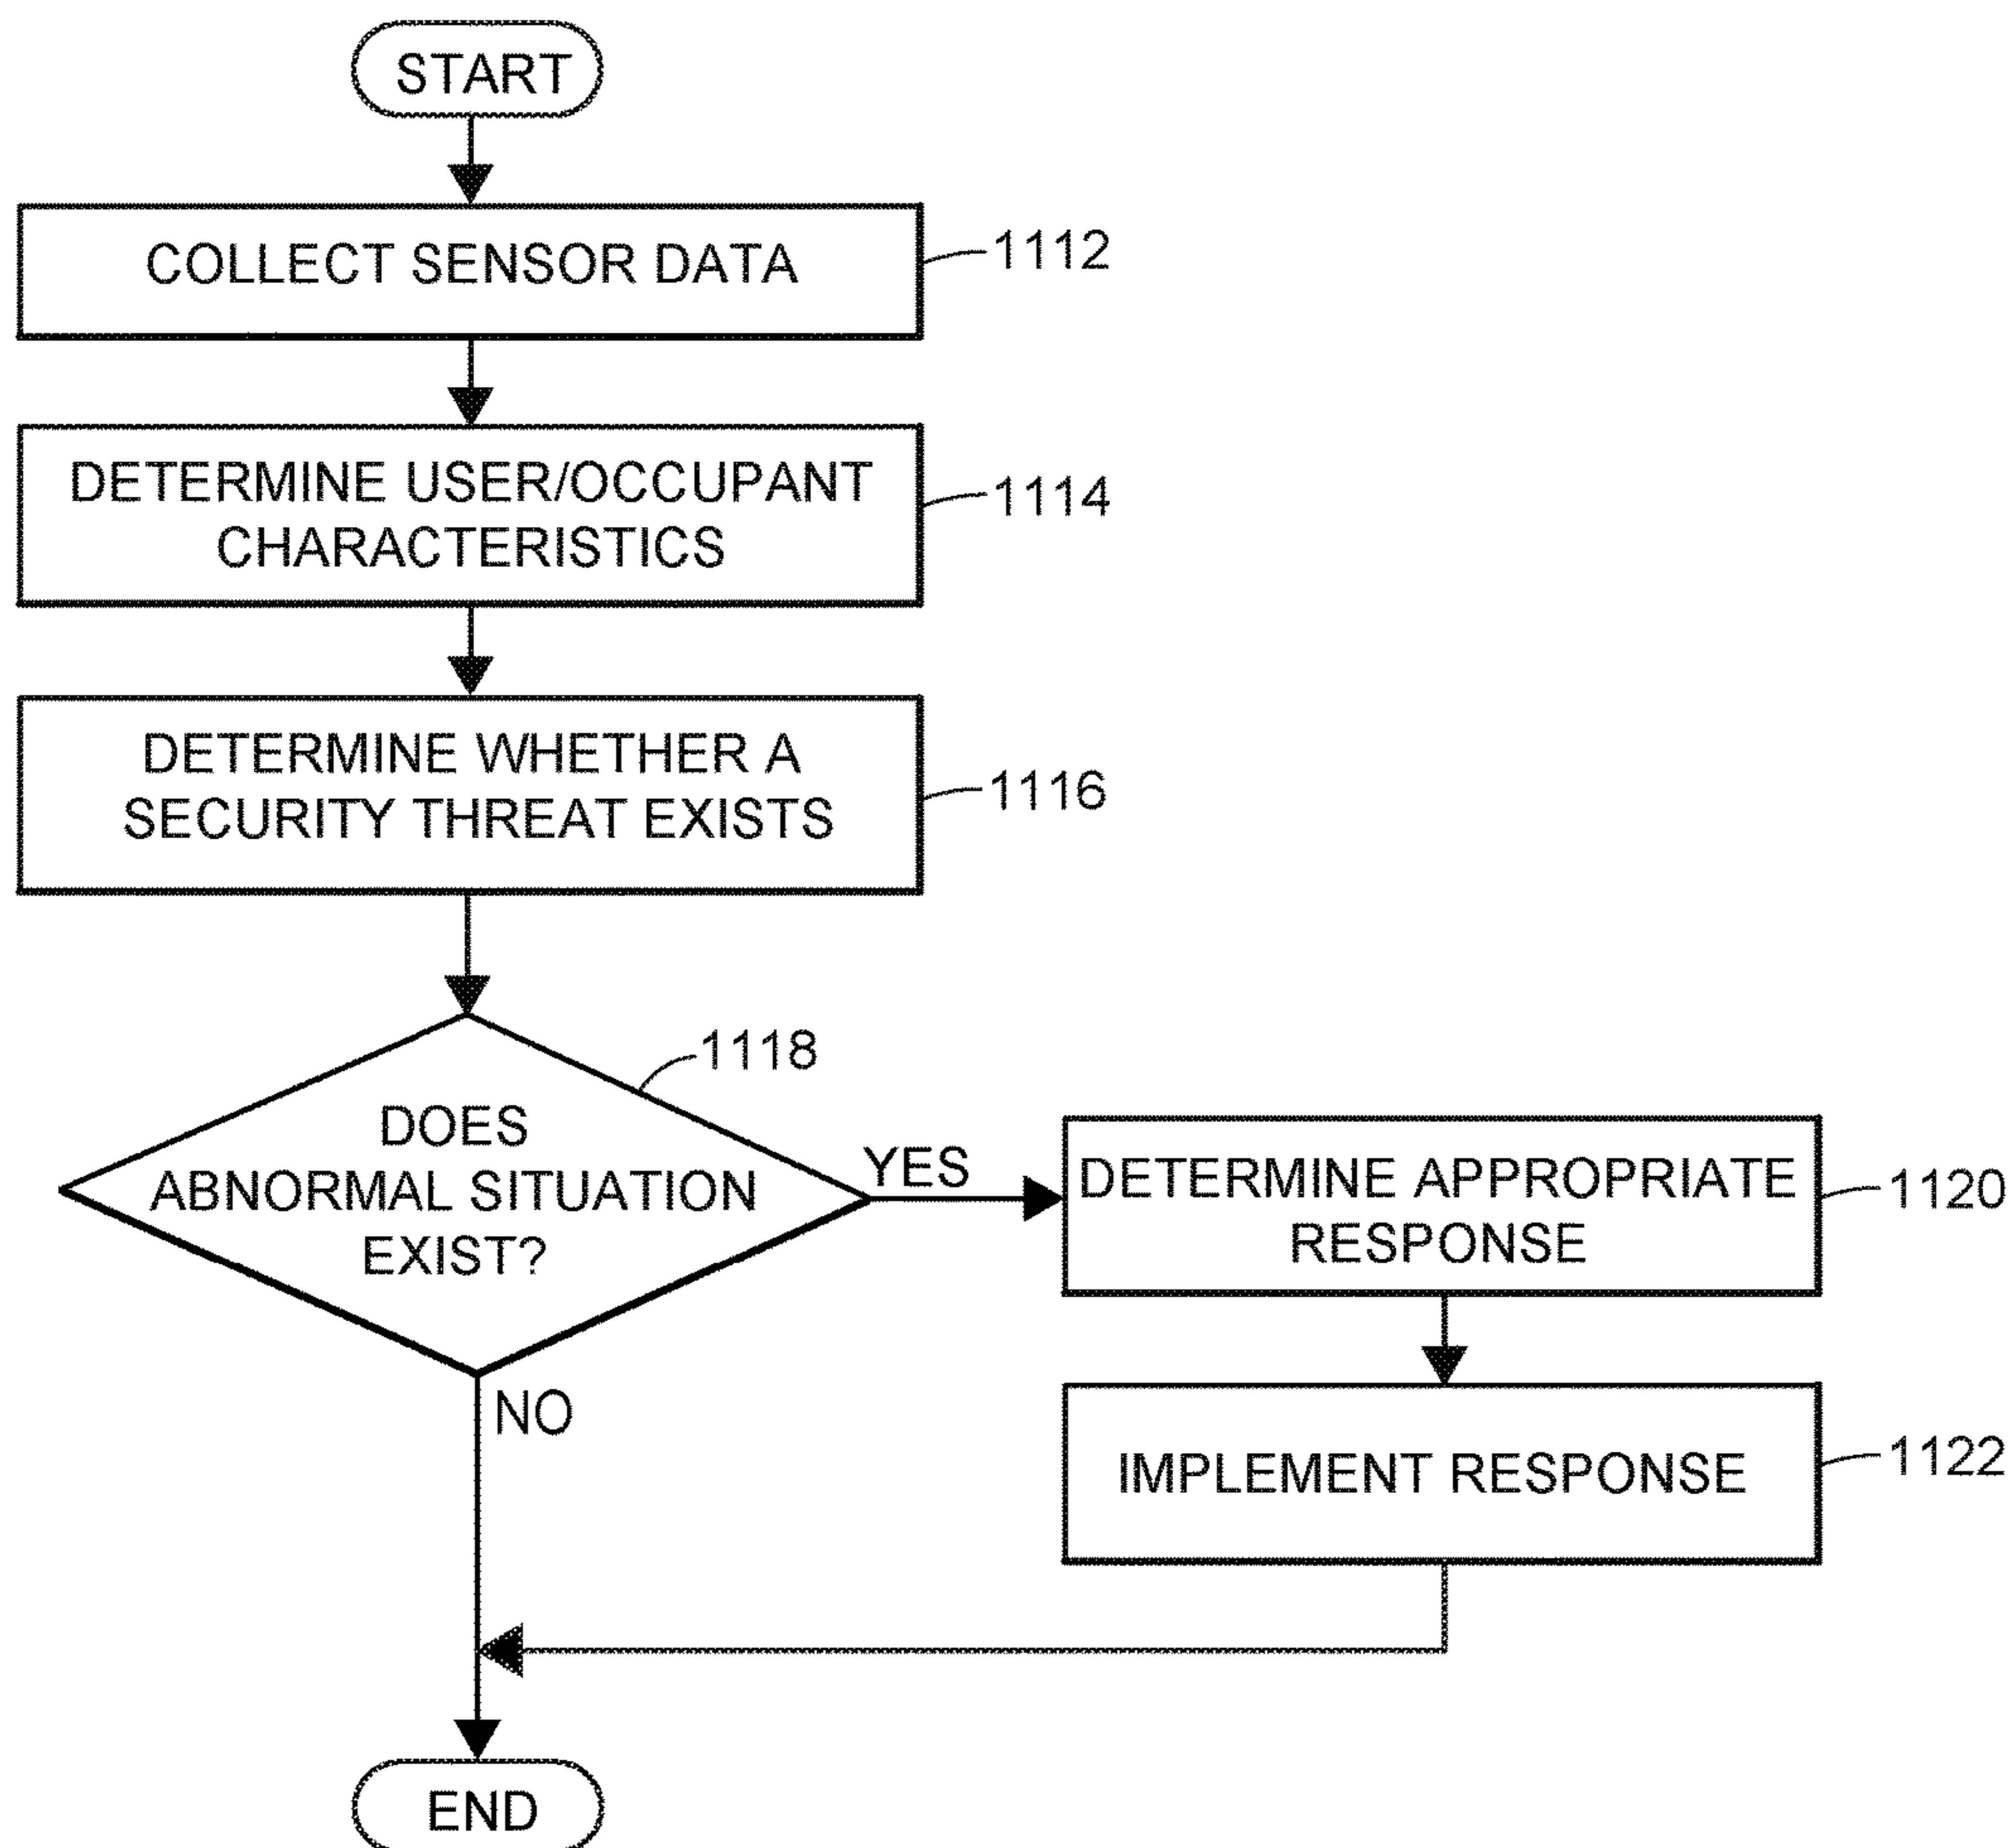 START
COLLECT SENSOR DATA
1112
DETERMINE USER/OCCUPANT
CHARACTERISTICS
1114
DETERMINE WHETHER A
SECURITY THREAT EXISTS
1116
1118
DOES
ABNORMAL SITUATION
EXIST?
YES
DETERMINE APPROPRIATE
RESPONSE
1120
NO
IMPLEMENT RESPONSE
1122
END